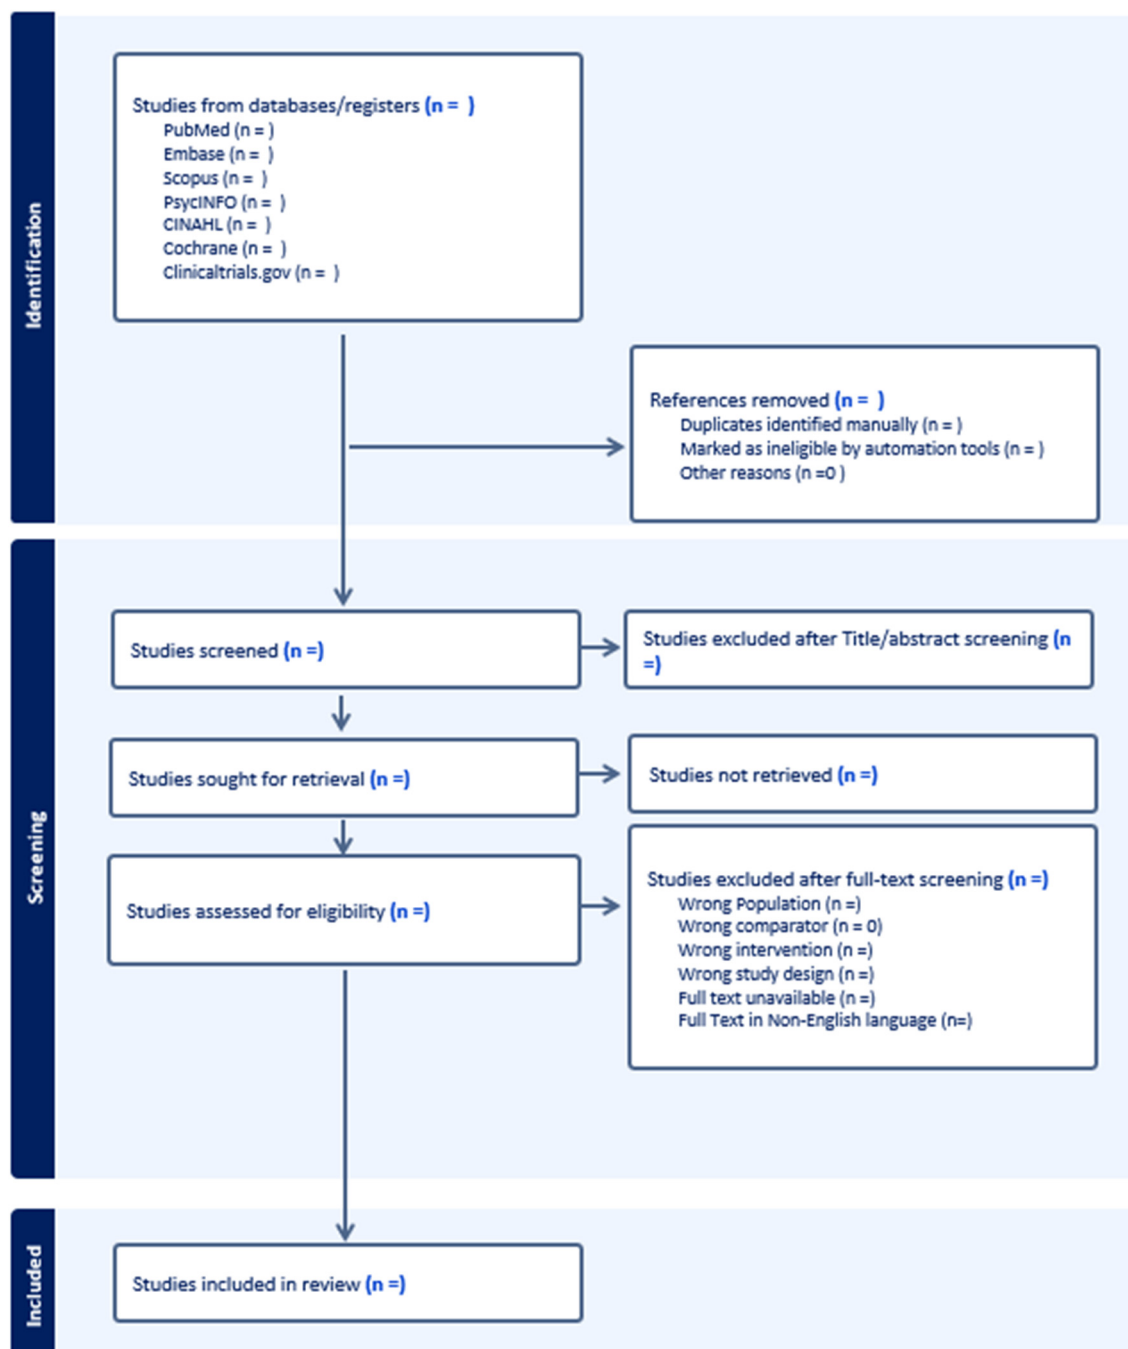 Identification
Studies from databases/registers (n =  )
PubMed (n = )
Embase (n =  )
Scopus (n =  )
PsycINFO (n =  )
CINAHL (n =  )
Cochrane (n =  )
Clinicaltrials.gov (n =  )
References removed (n =  )
Duplicates identified manually (n = )
Marked as ineligible by automation tools (n = )
Other reasons (n =0 )
Screening
Studies screened (n =)
Studies excluded after Title/abstract screening (n
=)
Studies sought for retrieval (n =)
Studies not retrieved (n =)
Studies assessed for eligibility (n =)
Studies excluded after full-text screening (n =)
Wrong Population (n =)
Wrong comparator (n = 0)
Wrong intervention (n =)
Wrong study design (n =)
Full text unavailable (n =)
Full Text in Non-English language (n=)
Included
Studies included in review (n =)